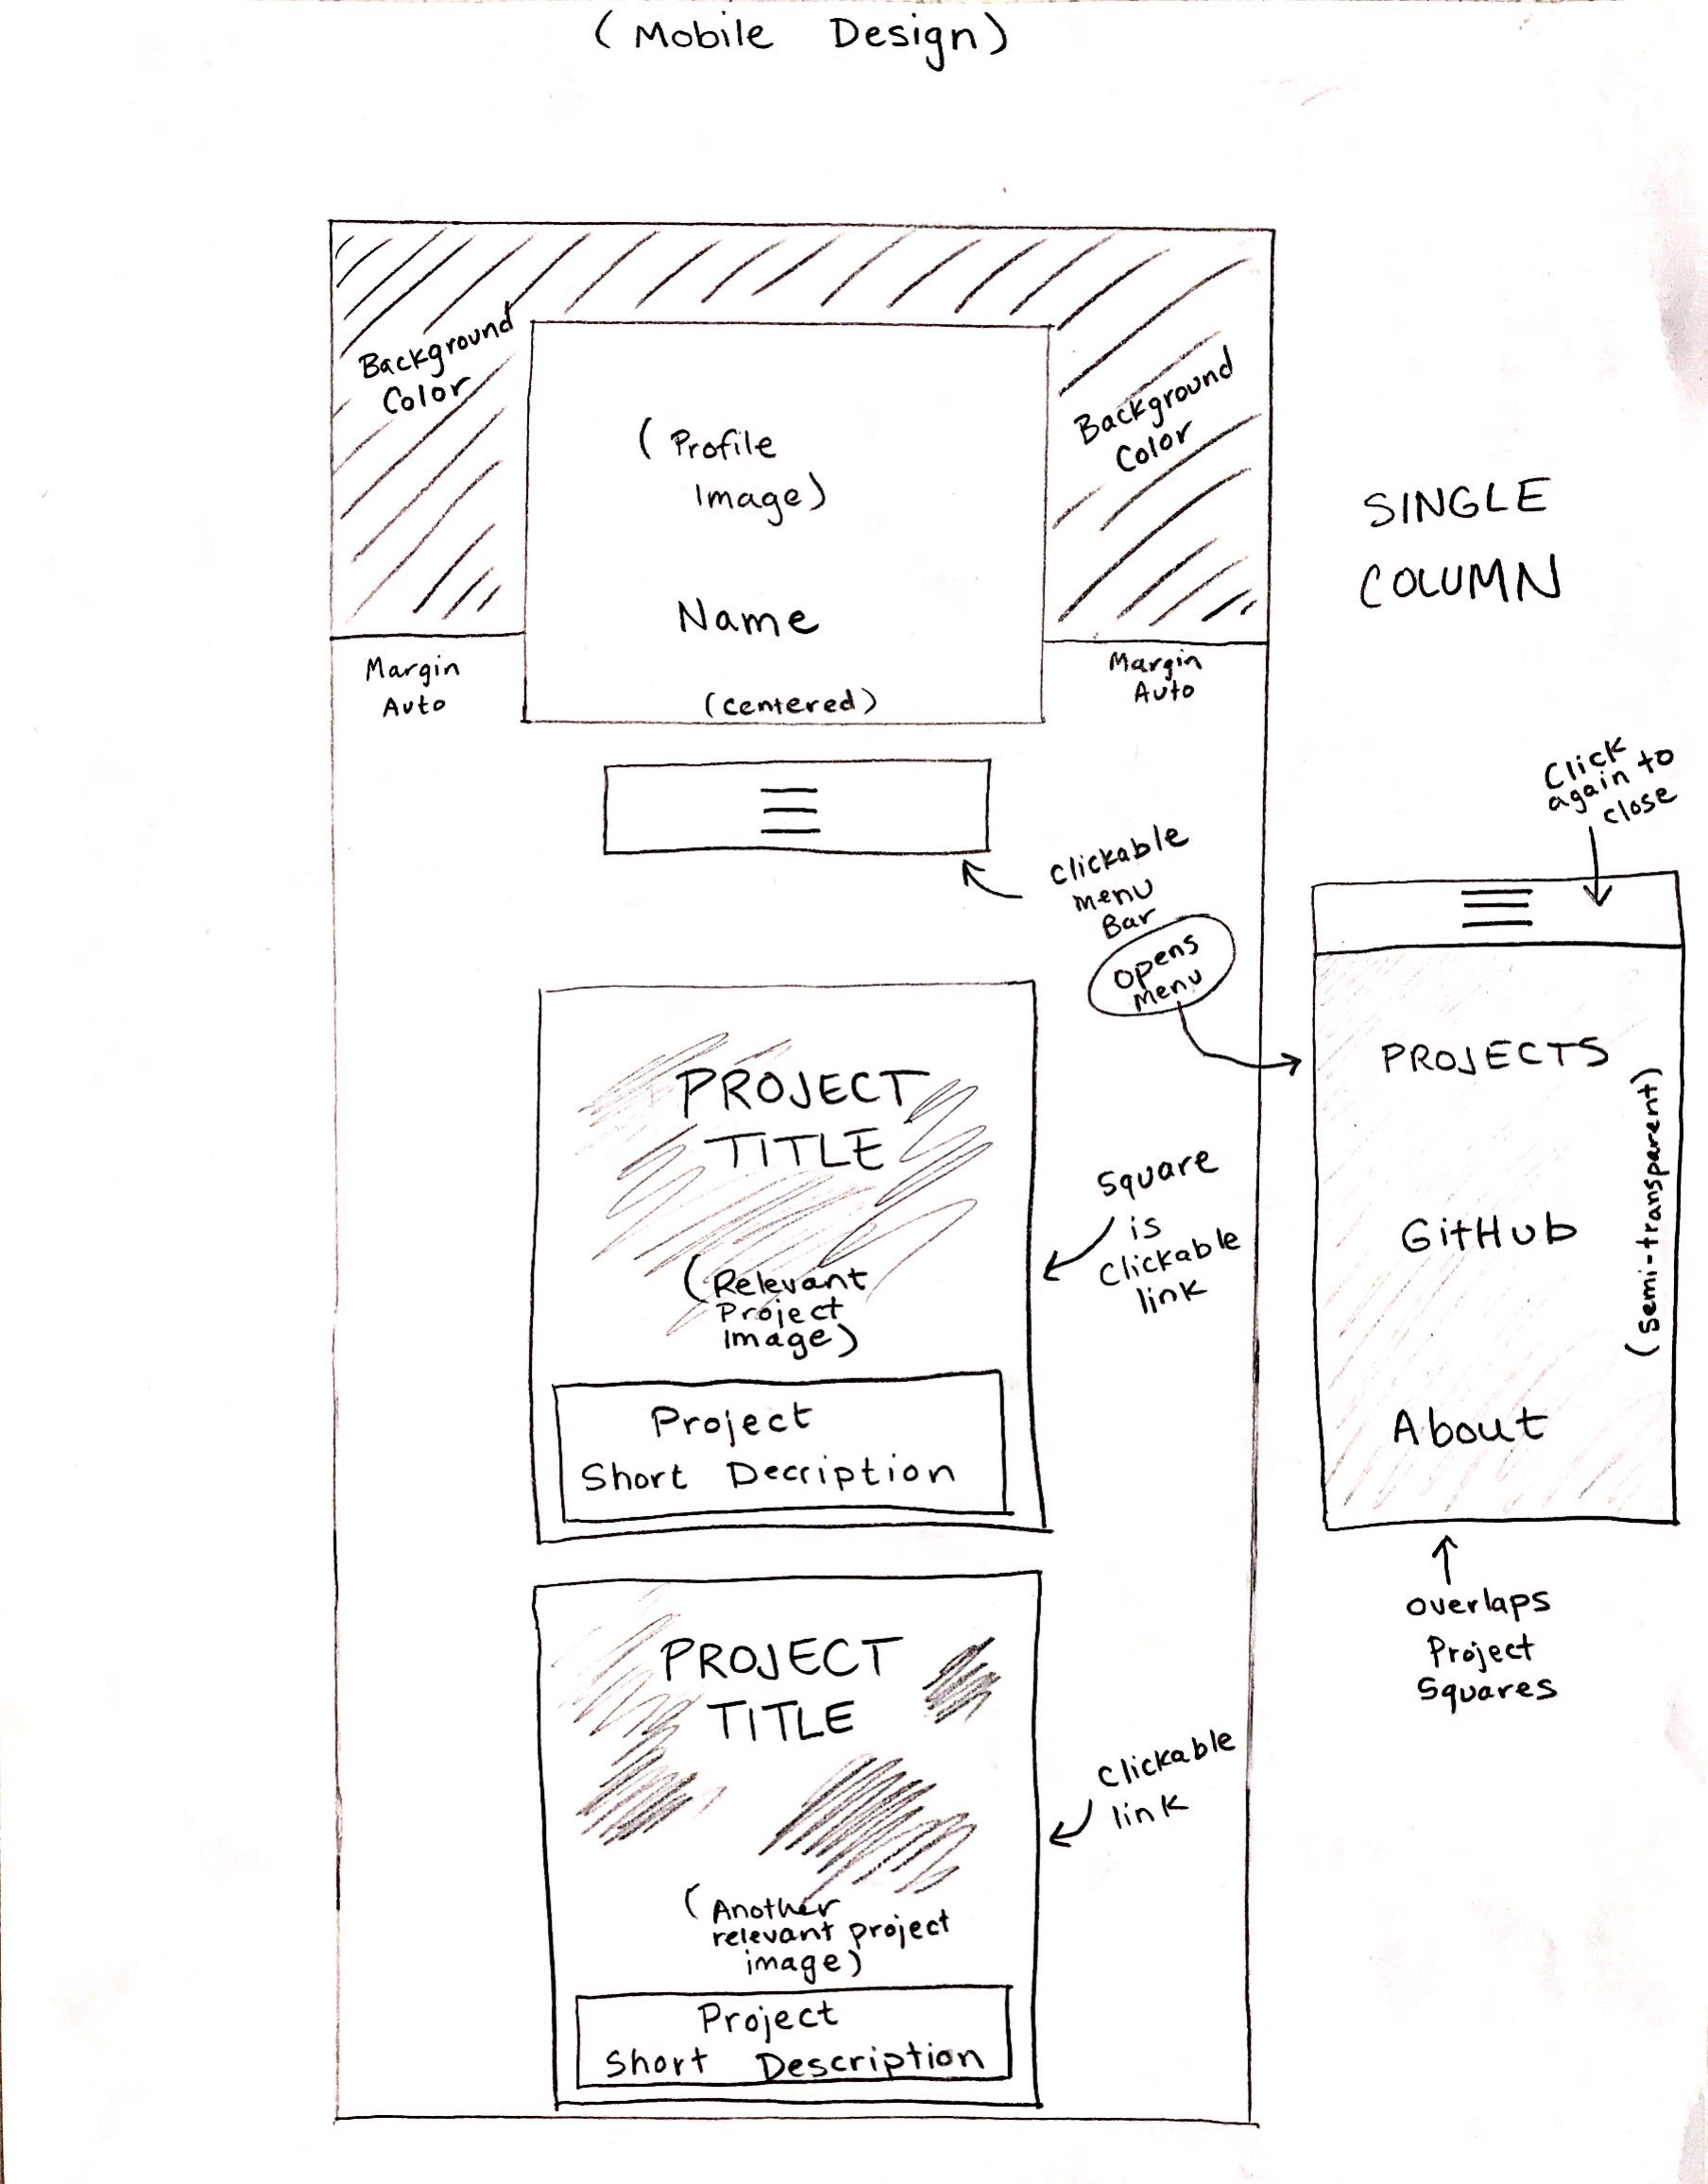 (Mobile Design)
Background
Color
Background
Color
(Profile
Image)
Name
(centered)
Margin
Auto
Margin
Auto
SINGLE
COLUMN
Clickable
menu
Bar
Opens
menu
Click
again to
close
PROJECTS
GitHub
About
(semi-transparent)
overlaps
Project
Squares
PROJECT
TITLE
(Relevant
Project
Image)
Project
Short Decription
Square
is
Clickable
link
PROJECT
TITLE
(Another
relevant project
image)
Project
Short Description
Clickable
link